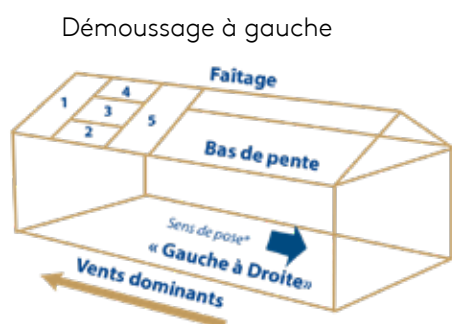 Démoussage à gauche
Faîtage
1
4
3
2
5
Bas de pente
Sens de pose*
« Gauche à Droite»
Vents dominants